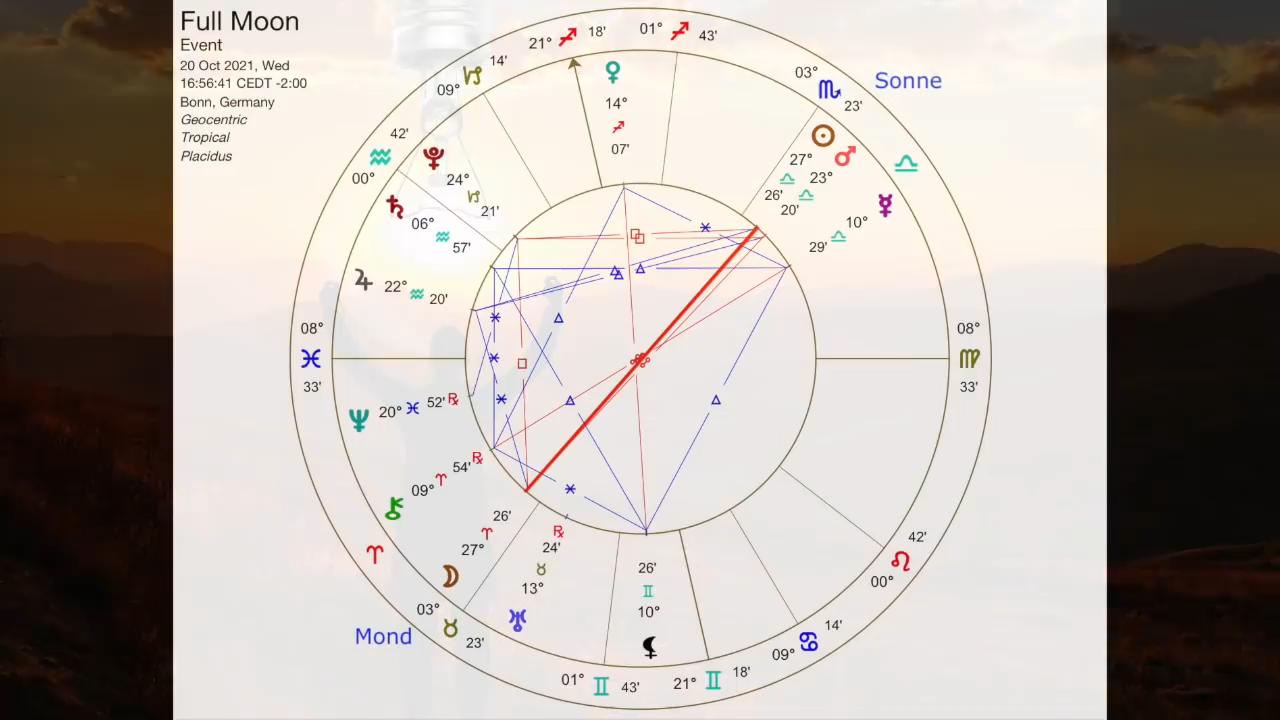 Full Moon
Event
20 Oct 2021, Wed
16:56:41 CEDT -2:00
Bonn, Germany
Geocentric
Tropical
Placidus
21° ♐ 18'
01° ♐ 43'
09° ♑ 14'
03° ♏ 23'
Sonne
♀
14°
♐
07'
☉
27°
♎
26'
♂
23°
♎
20'
♎
☿
10°
♎
29'
42'
♒
00°
♇
24°
♑
21'
♄
06°
♒
57'
♃ 22° ♒ 20'
08°
♓
33'
08°
♍
33'
♆ 20° ♓ 52' ℞
⚷ 09° ♈ 54' ℞
♈
☽ 27° ♈ 26'
03°
♉
23'
Mond
℞
24'
♉
13°
♅
26'
♊
10°
⚸
01° ♊ 43'
21° ♊ 18'
09° ♋ 14'
42'
♌
00°